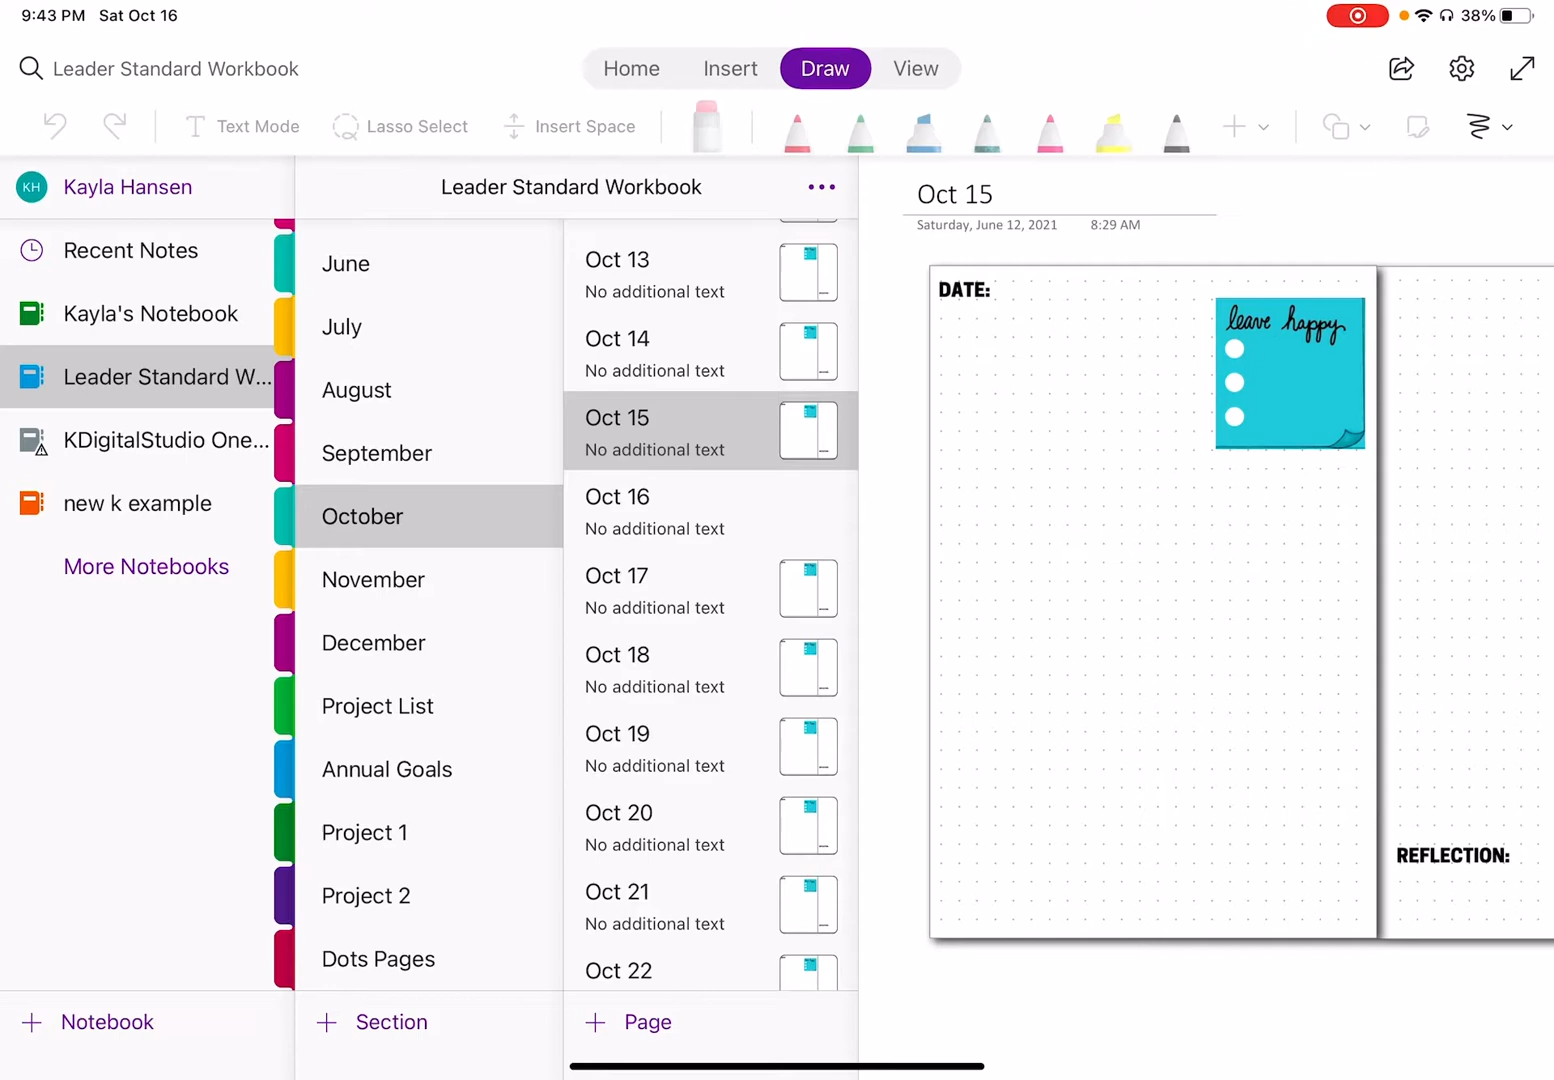 9:43 PM Sat Oct 16
38%
Leader Standard Workbook
Home Insert Draw View
Text Mode Lasso Select Insert Space
KH Kayla Hansen
Recent Notes
Kayla's Notebook
Leader Standard W...
KDigitalStudio One...
new k example
More Notebooks
+ Notebook
Leader Standard Workbook
June
July
August
September
October
November
December
Project List
Annual Goals
Project 1
Project 2
Dots Pages
+ Section
Oct 13
No additional text
Oct 14
No additional text
Oct 15
No additional text
Oct 16
No additional text
Oct 17
No additional text
Oct 18
No additional text
Oct 19
No additional text
Oct 20
No additional text
Oct 21
No additional text
Oct 22
+ Page
Oct 15
Saturday, June 12, 2021 8:29 AM
DATE:
leave happy
REFLECTION: